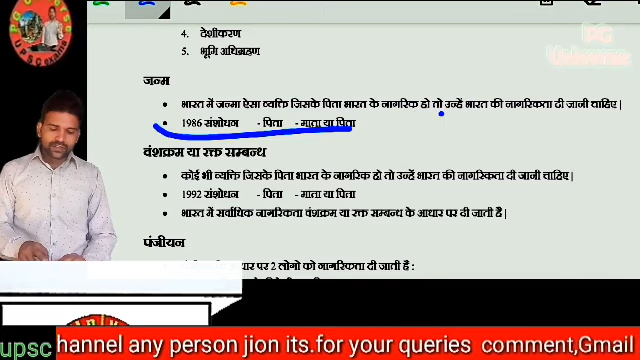 4. देशीकरण
5. भूमि अधिग्रहण
जन्म
• भारत में जन्मा ऐसा व्यक्ति जिसके पिता भारत के नागरिक हो तो उन्हें भारत की नागरिकता दी जानी चाहिए |
• 1986 संशोधन - पिता - माता या पिता
वंशक्रम या रक्त सम्बन्ध
• कोई भी व्यक्ति जिसके पिता भारत के नागरिक हो तो उन्हें भारत की नागरिकता दी जानी चाहिए |
• 1992 संशोधन - पिता - माता या पिता
• भारत में सर्वाधिक नागरिकता वंशक्रम या रक्त सम्बन्ध के आधार पर दी जाती है |
पंजीयन
आधार पर 2 लोगो को नागरिकता दी जाती है :
upsc hannel any person jion its.for your queries comment,Gmail